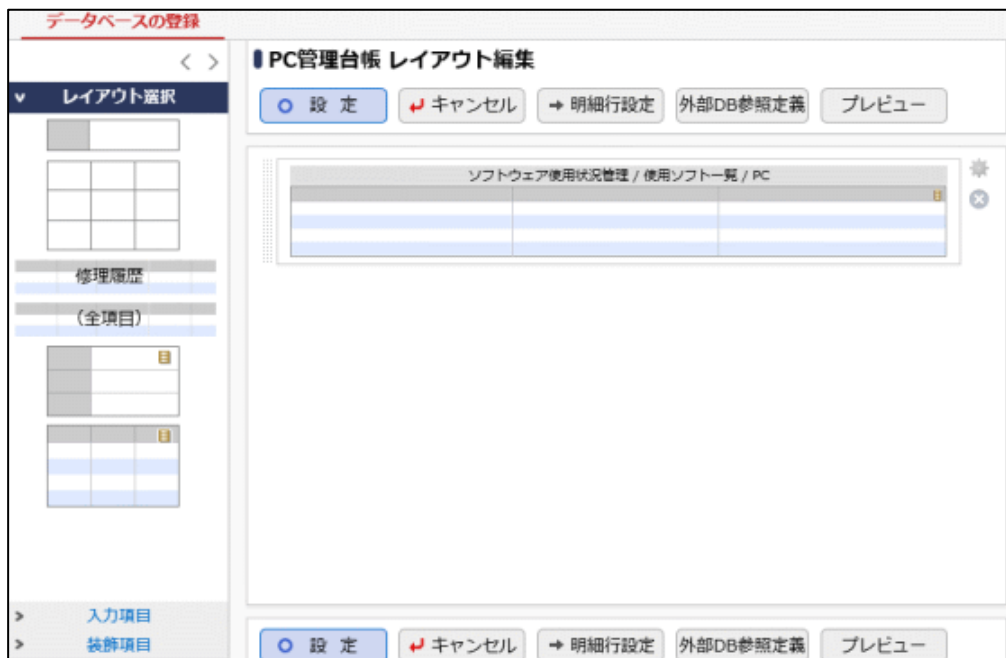 データベースの登録
レイアウト選択
修理履歴
（全項目）
入力項目
装飾項目
PC管理台帳 レイアウト編集
設 定
キャンセル
明細行設定
外部DB参照定義
プレビュー
ソフトウェア使用状況管理 / 使用ソフト一覧 / PC
設 定
キャンセル
明細行設定
外部DB参照定義
プレビュー